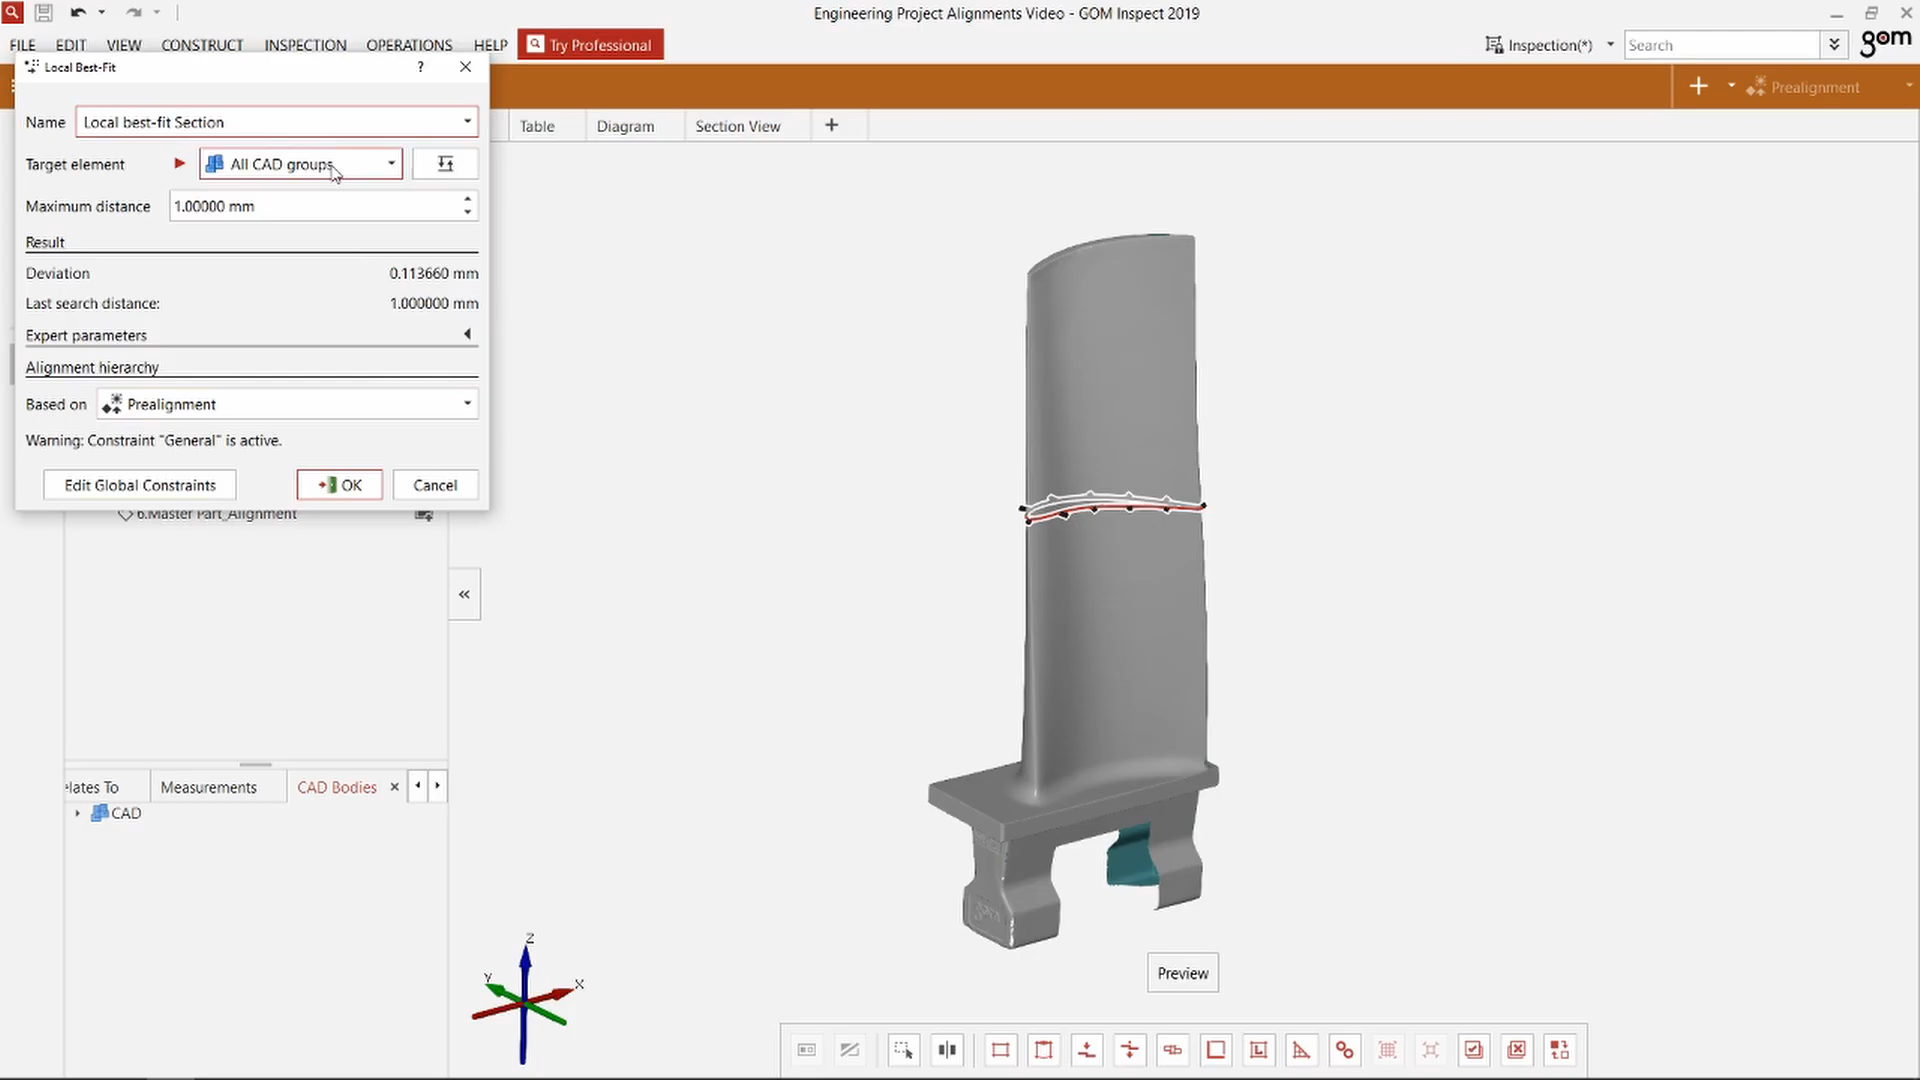 Engineering Project Alignments Video - GOM Inspect 2019
FILE EDIT VIEW CONSTRUCT INSPECTION OPERATIONS HELP Try Professional Inspection(*) Search gom
Local Best-Fit ? Prealignment
Name Local best-fit Section
Table Diagram Section View
Target element All CAD groups
Maximum distance 1.00000 mm
Result
Deviation 0.113660 mm
Last search distance: 1.000000 mm
Expert parameters
Alignment hierarchy
Based on Prealignment
Warning: Constraint "General" is active.
Edit Global Constraints OK Cancel
6.Master Part_Alignment
elates To Measurements CAD Bodies
CAD
Z
Y
X
Preview